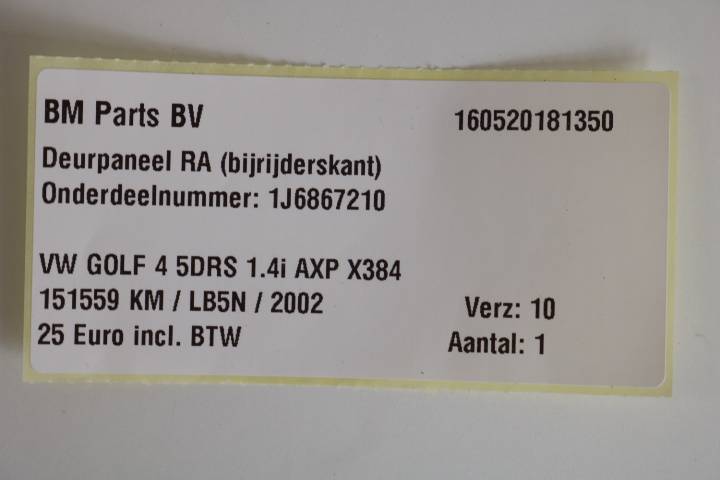 BM Parts BV 160520181350
Deurpaneel RA (bijrijderskant)
Onderdeelnummer: 1J6867210
VW GOLF 4 5DRS 1.4i AXP X384
151559 KM / LB5N / 2002 Verz: 10
25 Euro incl. BTW Aantal: 1